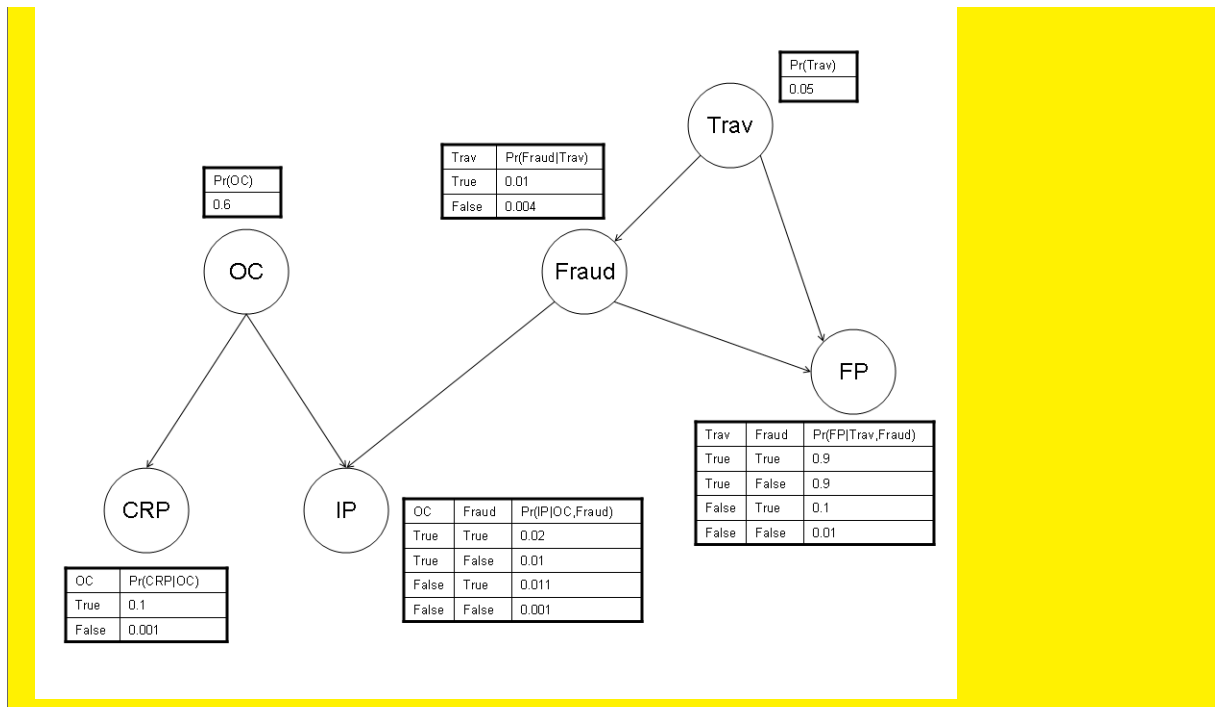 Pr(Trav)
0.05
Trav
Trav Pr(Fraud|Trav)
True 0.01
False 0.004
Pr(OC)
0.6
OC
Fraud
FP
Trav Fraud Pr(FP|Trav,Fraud)
True True 0.9
True False 0.9
False True 0.1
False False 0.01
CRP
IP
OC Fraud Pr(IP|OC,Fraud)
True True 0.02
True False 0.01
False True 0.011
False False 0.001
OC Pr(CRP|OC)
True 0.1
False 0.001